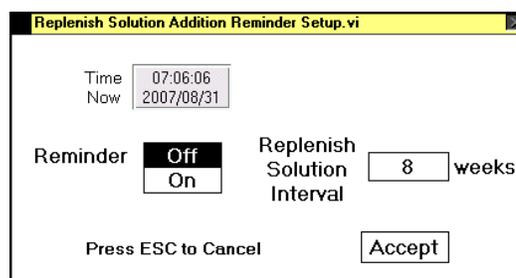 Replenish Solution Addition Reminder Setup.vi
Time Now
07:06:06
2007/08/31
Reminder
Off
On
Replenish
Solution
Interval
8 weeks
Press ESC to Cancel
Accept